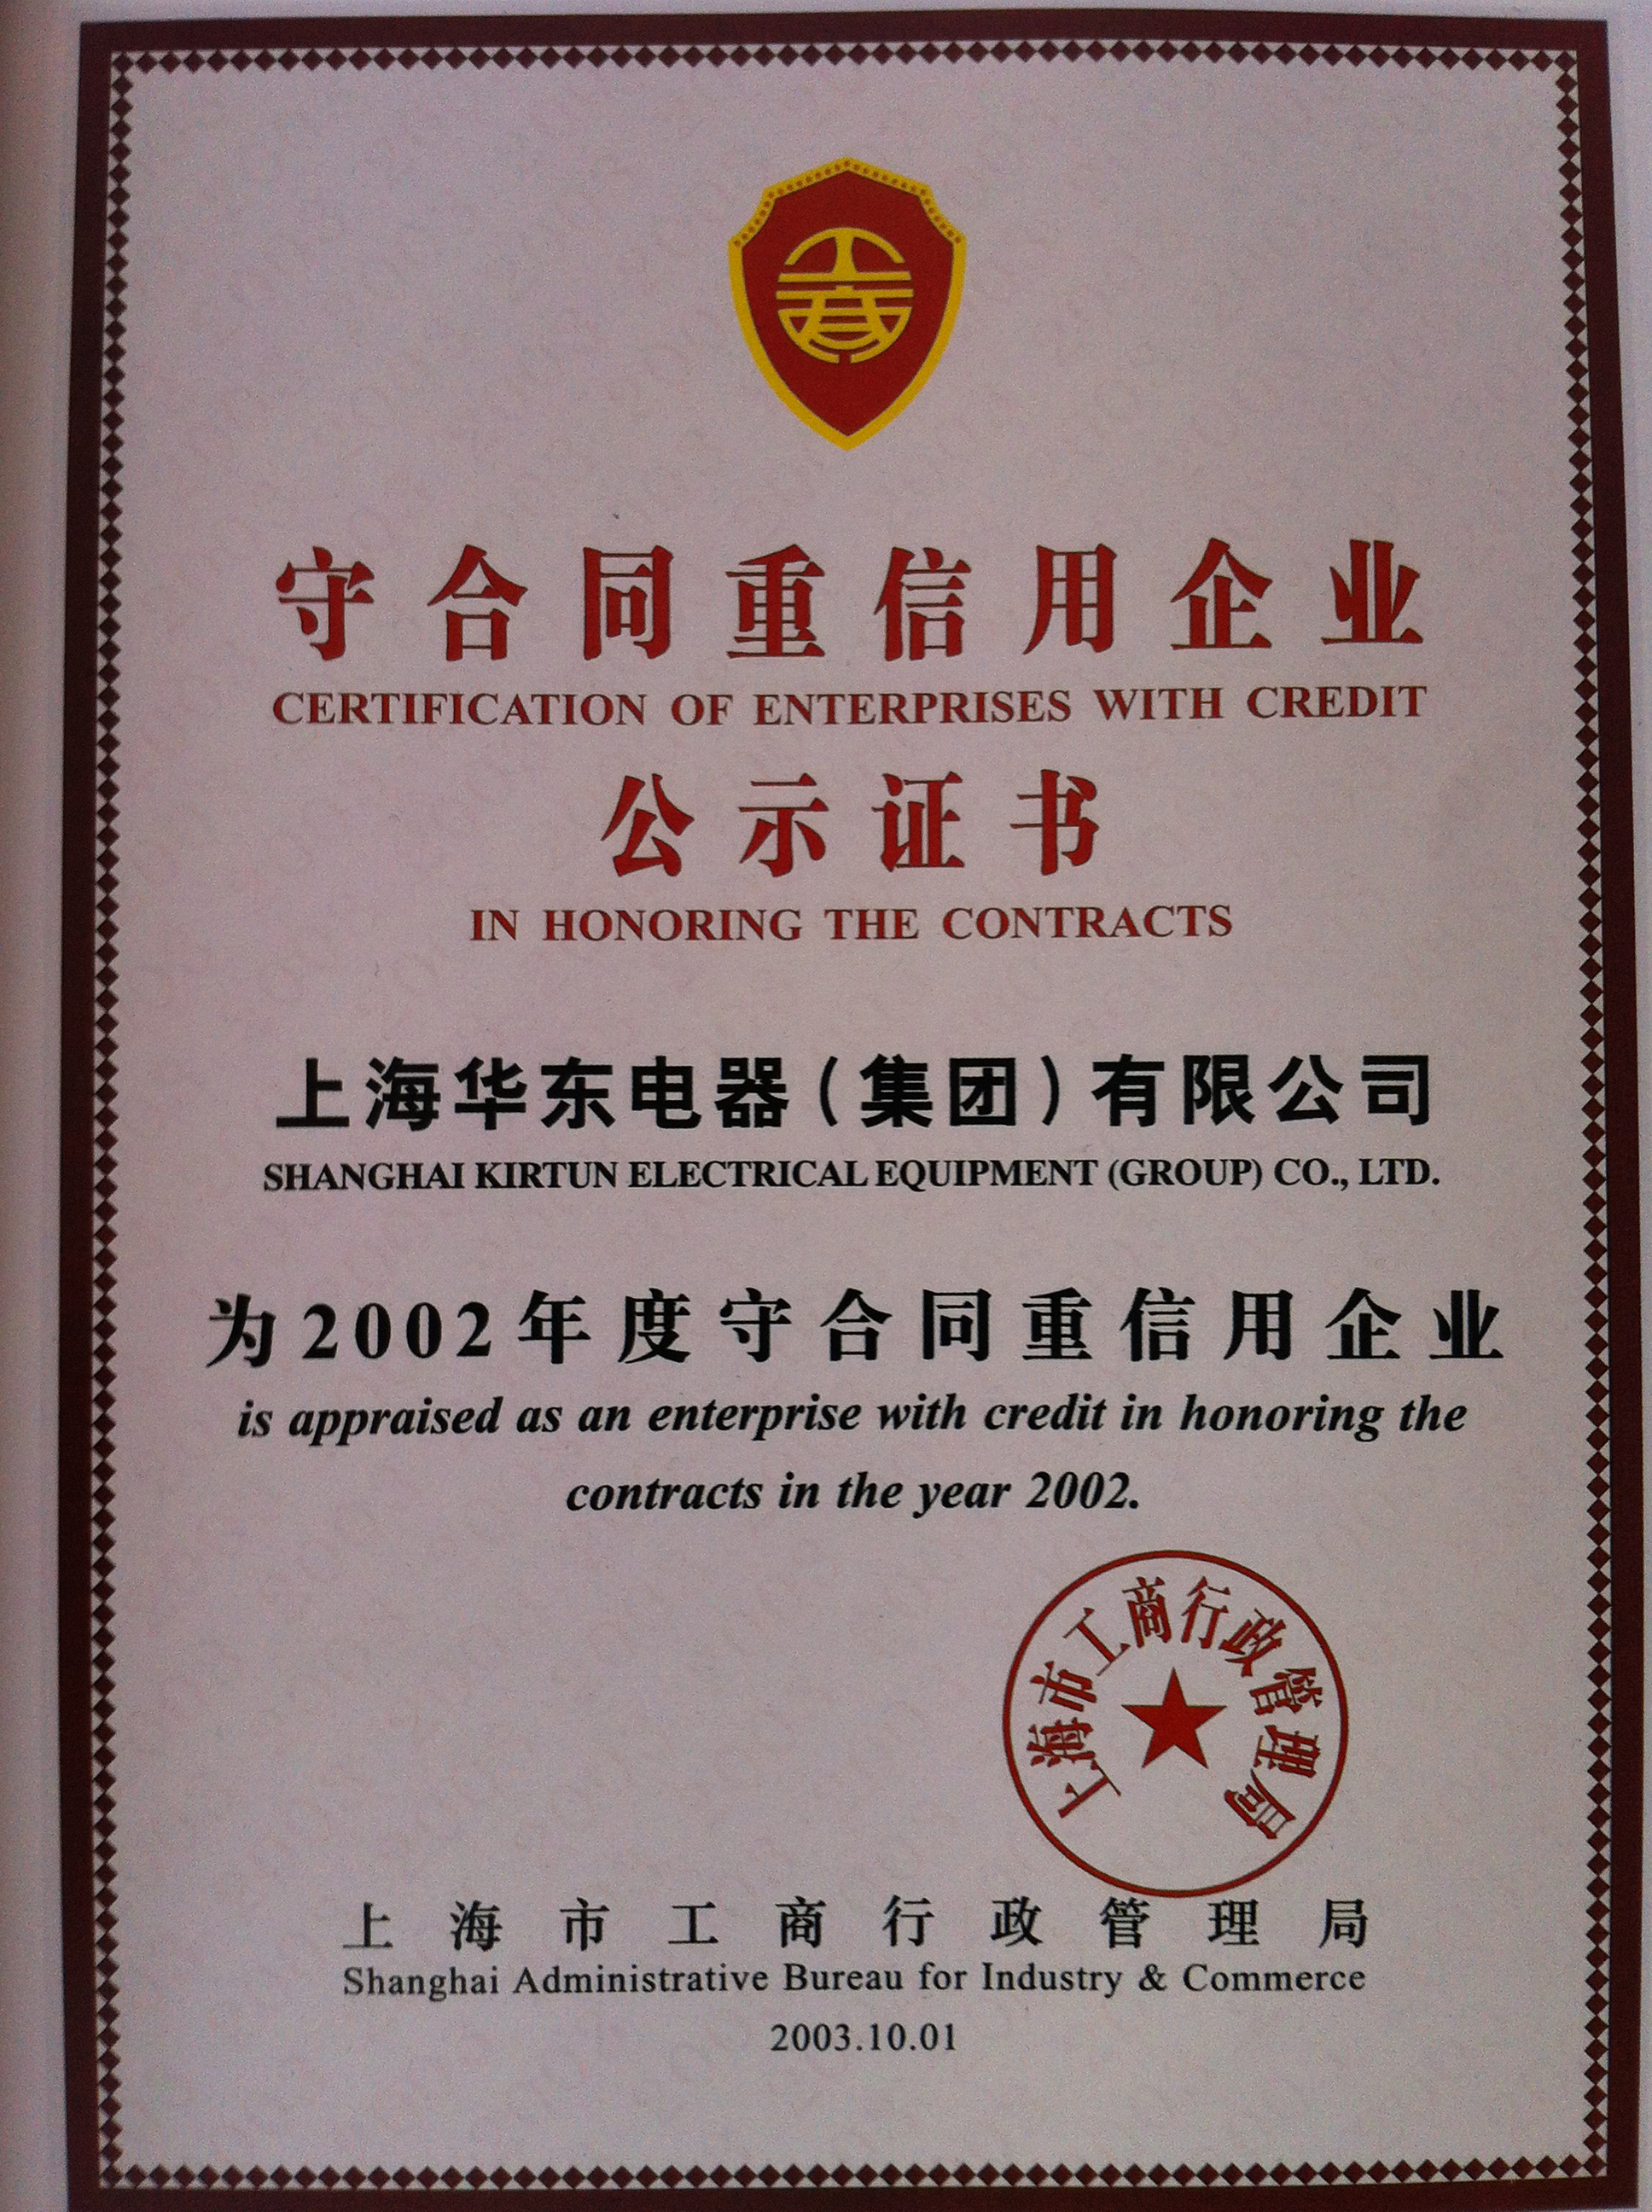 守合同重信用企业
CERTIFICATION OF ENTERPRISES WITH CREDIT
公示证书
IN HONORING THE CONTRACTS
上海华东电器（集团）有限公司
SHANGHAI KIRTUN ELECTRICAL EQUIPMENT (GROUP) CO., LTD.
为2002年度守合同重信用企业
is appraised as an enterprise with credit in honoring the
contracts in the year 2002.
上海市工商行政管理局
上海市工商行政管理局
Shanghai Administrative Bureau for Industry & Commerce
2003.10.01